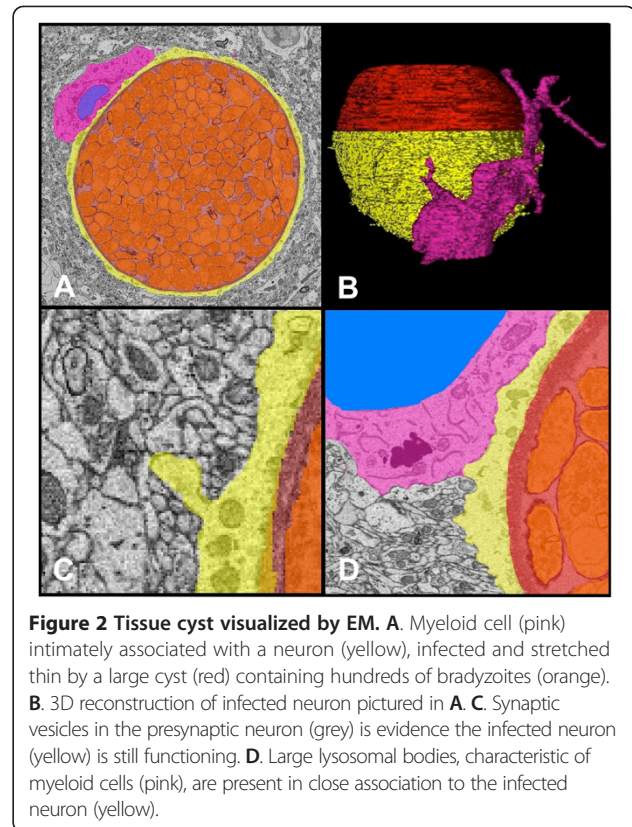 A
B
C
D
Figure 2 Tissue cyst visualized by EM. A. Myeloid cell (pink)
intimately associated with a neuron (yellow), infected and stretched
thin by a large cyst (red) containing hundreds of bradyzoites (orange).
B. 3D reconstruction of infected neuron pictured in A. C. Synaptic
vesicles in the presynaptic neuron (grey) is evidence the infected neuron
(yellow) is still functioning. D. Large lysosomal bodies, characteristic of
myeloid cells (pink), are present in close association to the infected
neuron (yellow).